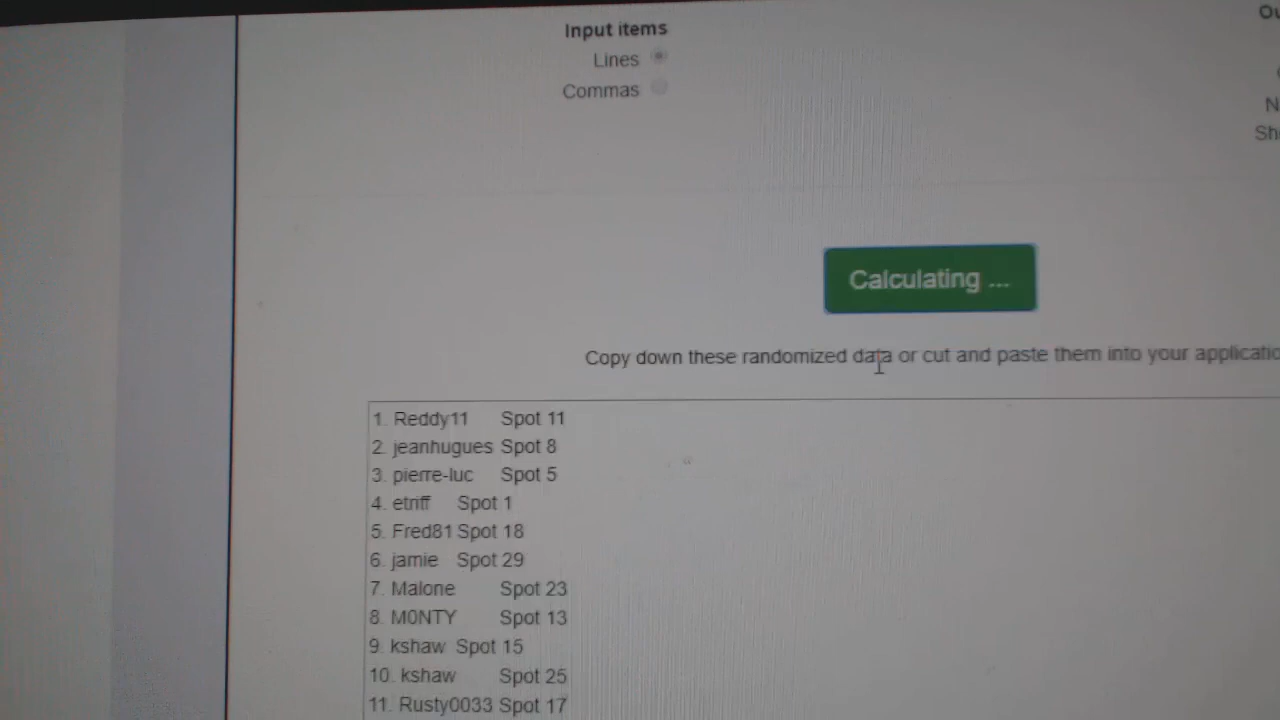 Input items
Lines
Commas
Calculating ...
Copy down these randomized data or cut and paste them into your
1. Reddy11 Spot 11
2. jeanhugues Spot 8
3. pierre-luc Spot 5
4. etriff Spot 1
5. Fred81 Spot 18
6. jamie Spot 29
7. Malone Spot 23
8. M0NTY Spot 13
9. kshaw Spot 15
10. kshaw Spot 25
11. Rusty0033 Spot 17